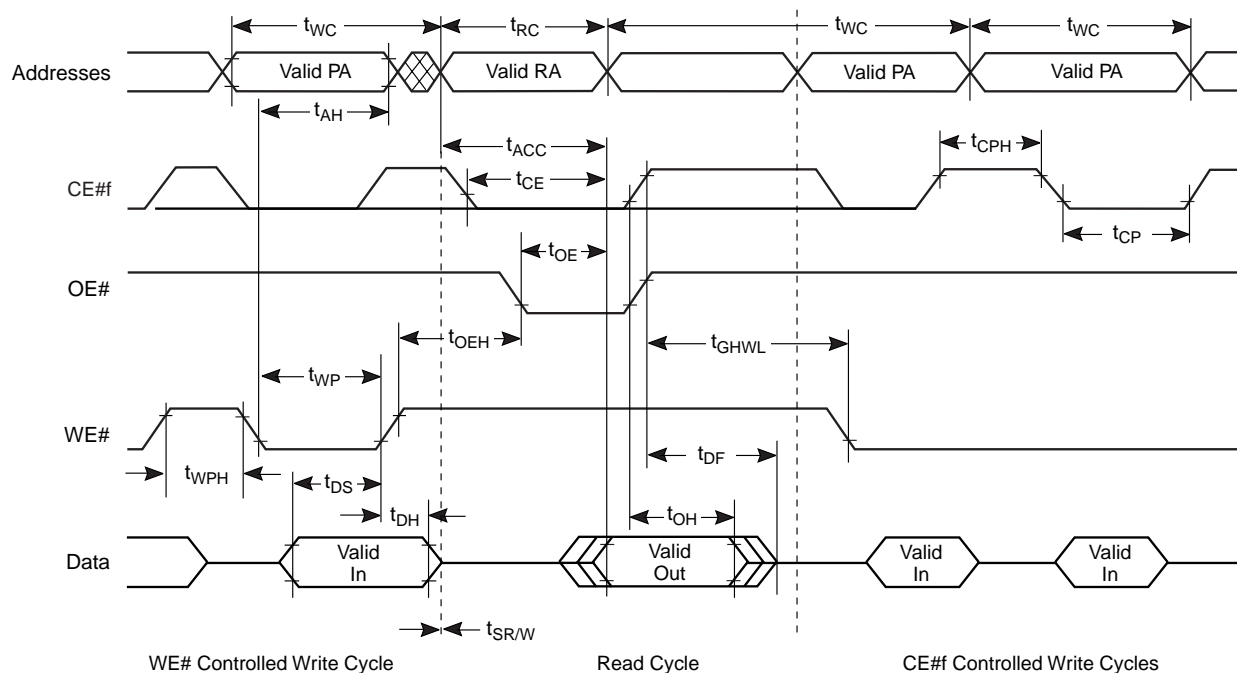 tWC tRC tWC tWC
Addresses Valid PA Valid RA Valid PA Valid PA
tAH
tACC
tCPH
CE#f tCE
tCP
tOE
OE#
tOEH tGHWL
tWP
WE#
tWPH tDS tDF
tDH tOH
Data Valid In Valid Out Valid In Valid In
tSR/W
WE# Controlled Write Cycle Read Cycle CE#f Controlled Write Cycles